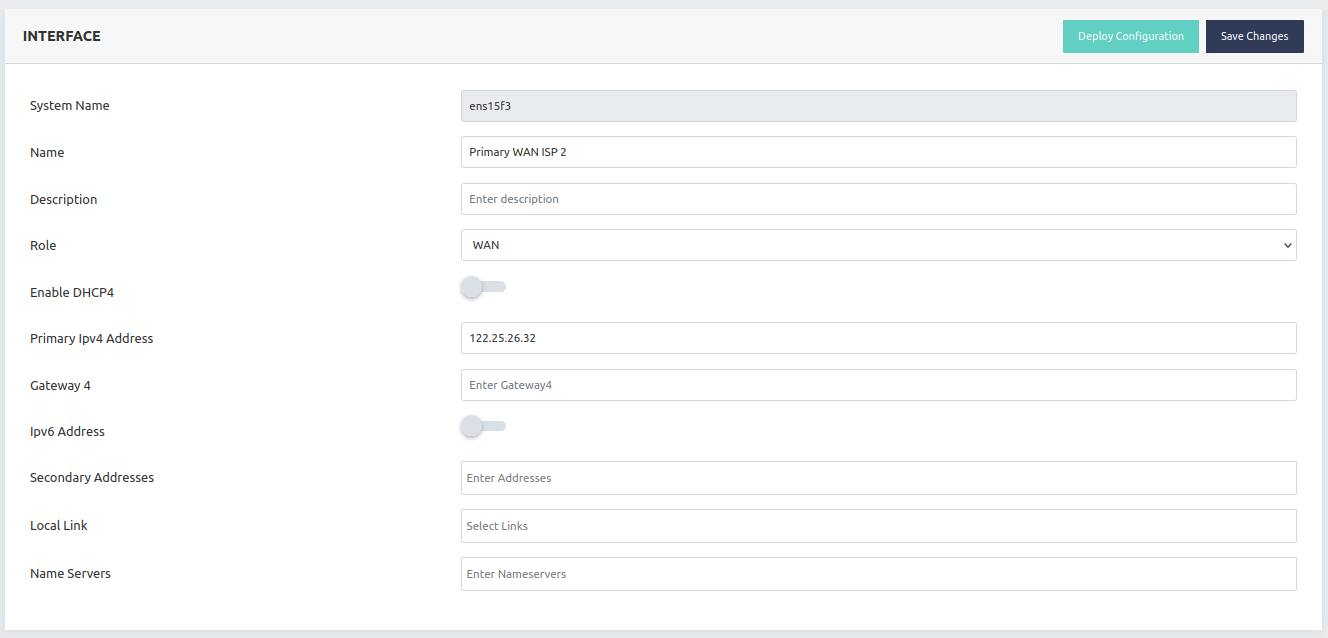 INTERFACE
Deploy Configuration
Save Changes
System Name
ens15f3
Name
Primary WAN ISP 2
Description
Enter description
Role
WAN
Enable DHCP4
Primary Ipv4 Address
122.25.26.32
Gateway 4
Enter Gateway4
Ipv6 Address
Secondary Addresses
Enter Addresses
Local Link
Select Links
Name Servers
Enter Nameservers